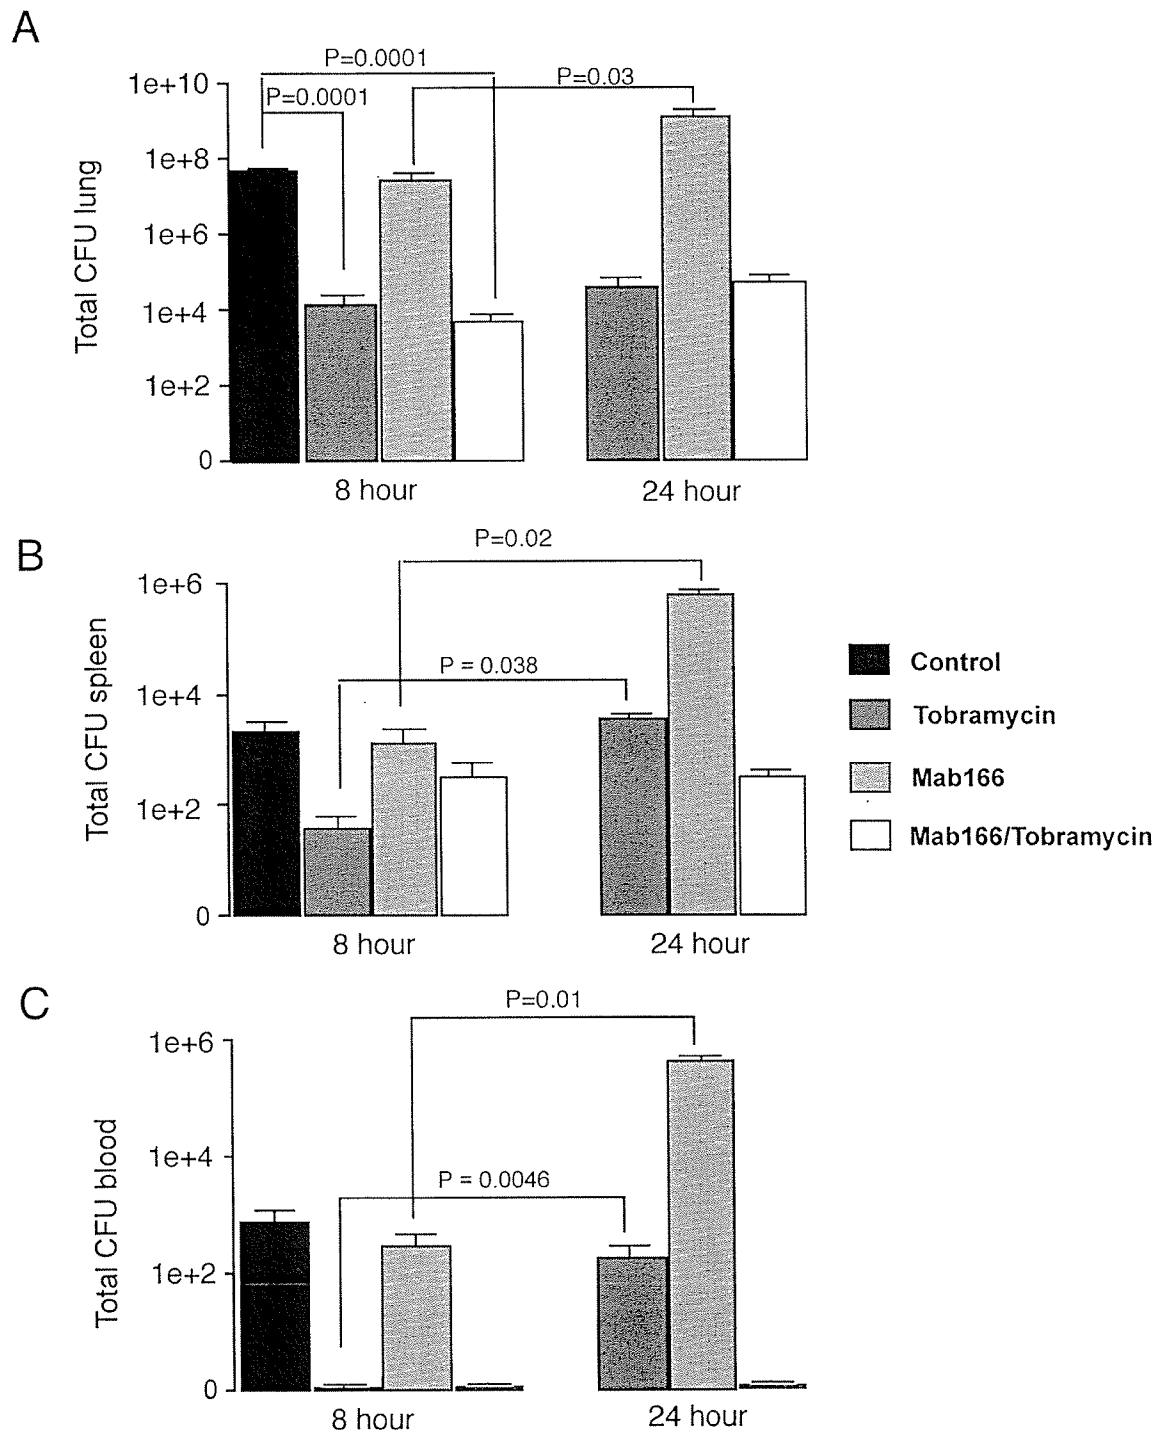 A
P=0.0001
P=0.03
P=0.0001
1e+10
1e+8
1e+6
1e+4
1e+2
0
Total CFU lung
8 hour
24 hour
B
P=0.02
P = 0.038
1e+6
1e+4
1e+2
0
Total CFU spleen
8 hour
24 hour
Control
Tobramycin
Mab166
Mab166/Tobramycin
C
P=0.01
P = 0.0046
1e+6
1e+4
1e+2
0
Total CFU blood
8 hour
24 hour